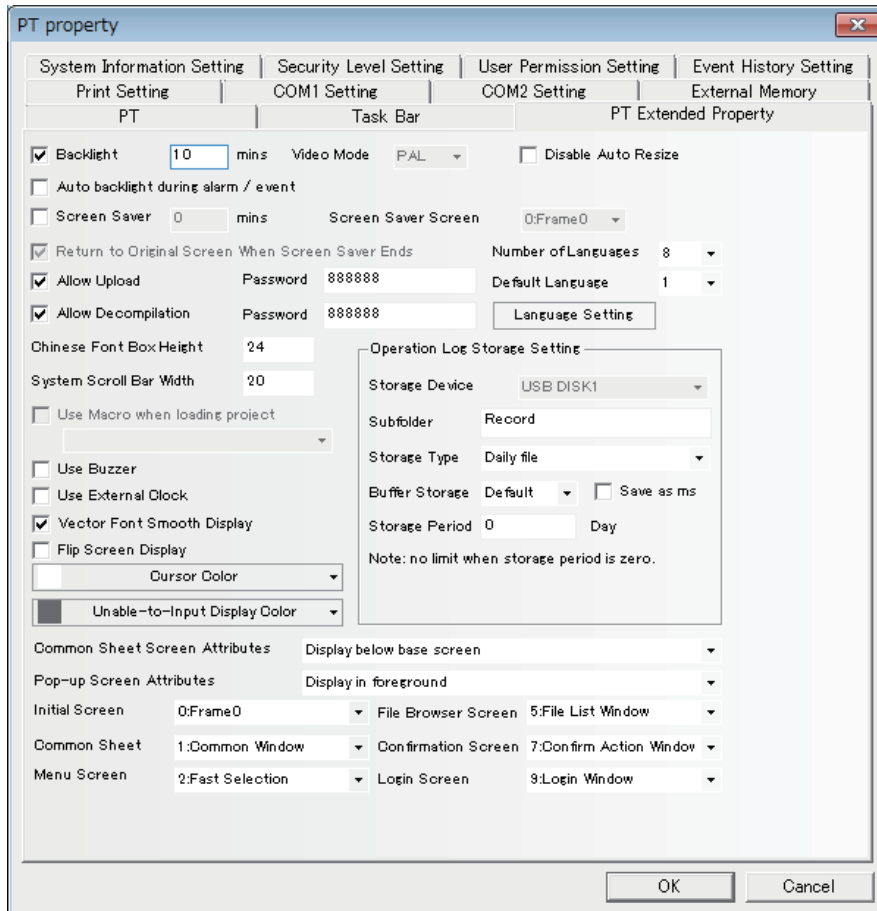 PT property
System Information Setting Security Level Setting User Permission Setting Event History Setting
Print Setting COM1 Setting COM2 Setting External Memory
PT Task Bar PT Extended Property
Backlight 10 mins Video Mode PAL Disable Auto Resize
Auto backlight during alarm / event
Screen Saver 0 mins Screen Saver Screen 0:Frame0
Return to Original Screen When Screen Saver Ends Number of Languages 8
Allow Upload Password 888888 Default Language 1
Allow Decompilation Password 888888 Language Setting
Chinese Font Box Height 24 Operation Log Storage Setting
System Scroll Bar Width 20 Storage Device USB DISK1
Use Macro when loading project Subfolder Record
Storage Type Daily file
Use Buzzer
Use External Clock Buffer Storage Default Save as ms
Vector Font Smooth Display Storage Period 0 Day
Flip Screen Display Note: no limit when storage period is zero.
Cursor Color
Unable-to-Input Display Color
Common Sheet Screen Attributes Display below base screen
Pop-up Screen Attributes Display in foreground
Initial Screen 0:Frame0 File Browser Screen 5:File List Window
Common Sheet 1:Common Window Confirmation Screen 7:Confirm Action Window
Menu Screen 2:Fast Selection Login Screen 9:Login Window
OK Cancel